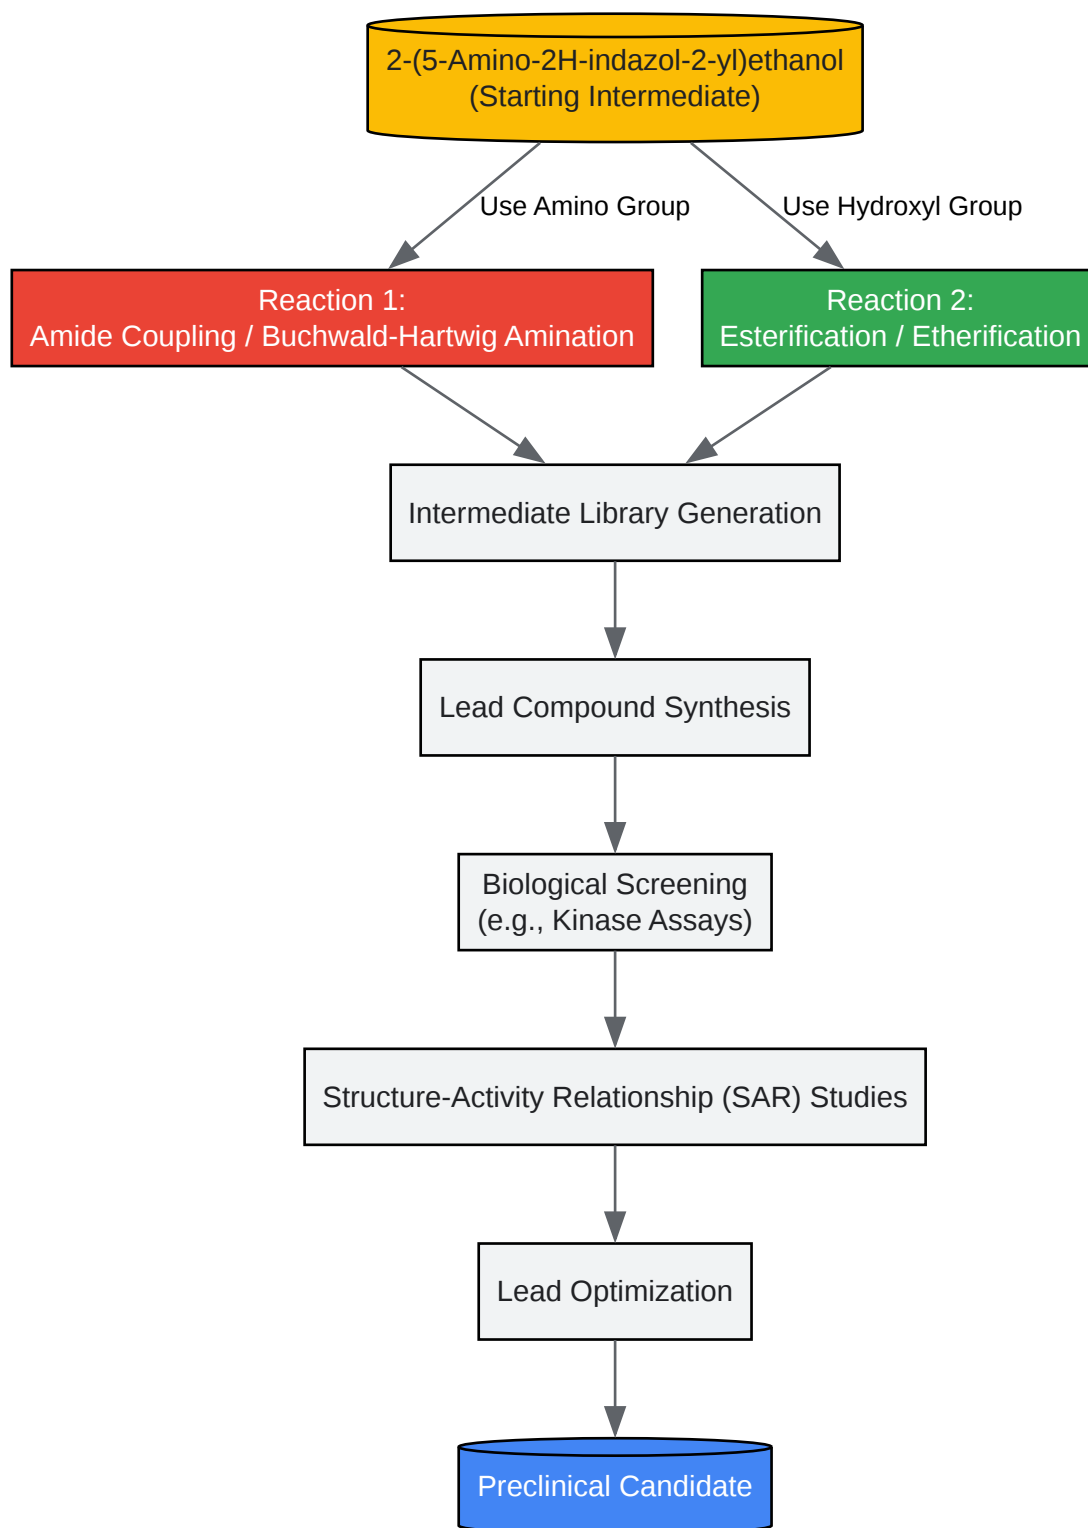 2-(5-Amino-2H-indazol-2-yl)ethanol
(Starting Intermediate)
Use Amino Group
Use Hydroxyl Group
Reaction 1:
Amide Coupling / Buchwald-Hartwig Amination
Reaction 2:
Esterification / Etherification
Intermediate Library Generation
Lead Compound Synthesis
Biological Screening
(e.g., Kinase Assays)
Structure-Activity Relationship (SAR) Studies
Lead Optimization
Preclinical Candidate